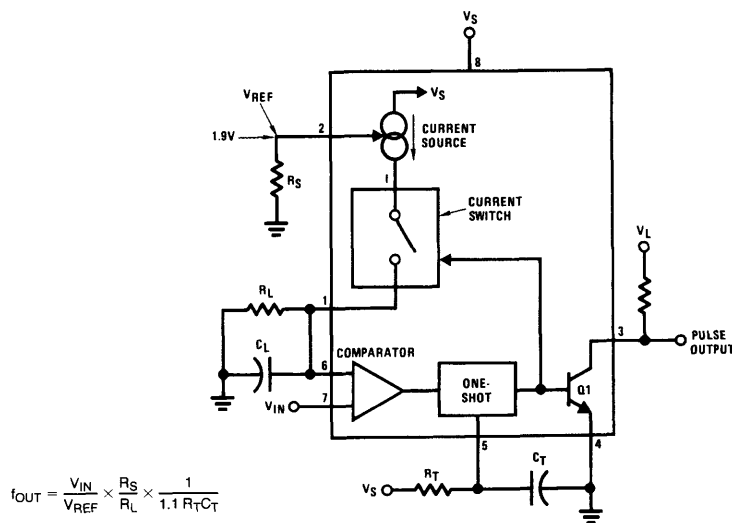 VS
8
VREF
VS
1.9V
2
CURRENT
SOURCE
RS
I
CURRENT
SWITCH
VL
RL
1
3
PULSE
OUTPUT
CL
6
COMPARATOR
ONE-
SHOT
Q1
VIN
7
5
4
RT
CT
VS
fOUT = VIN/VREF × RS/RL × 1/1.1 RTCT